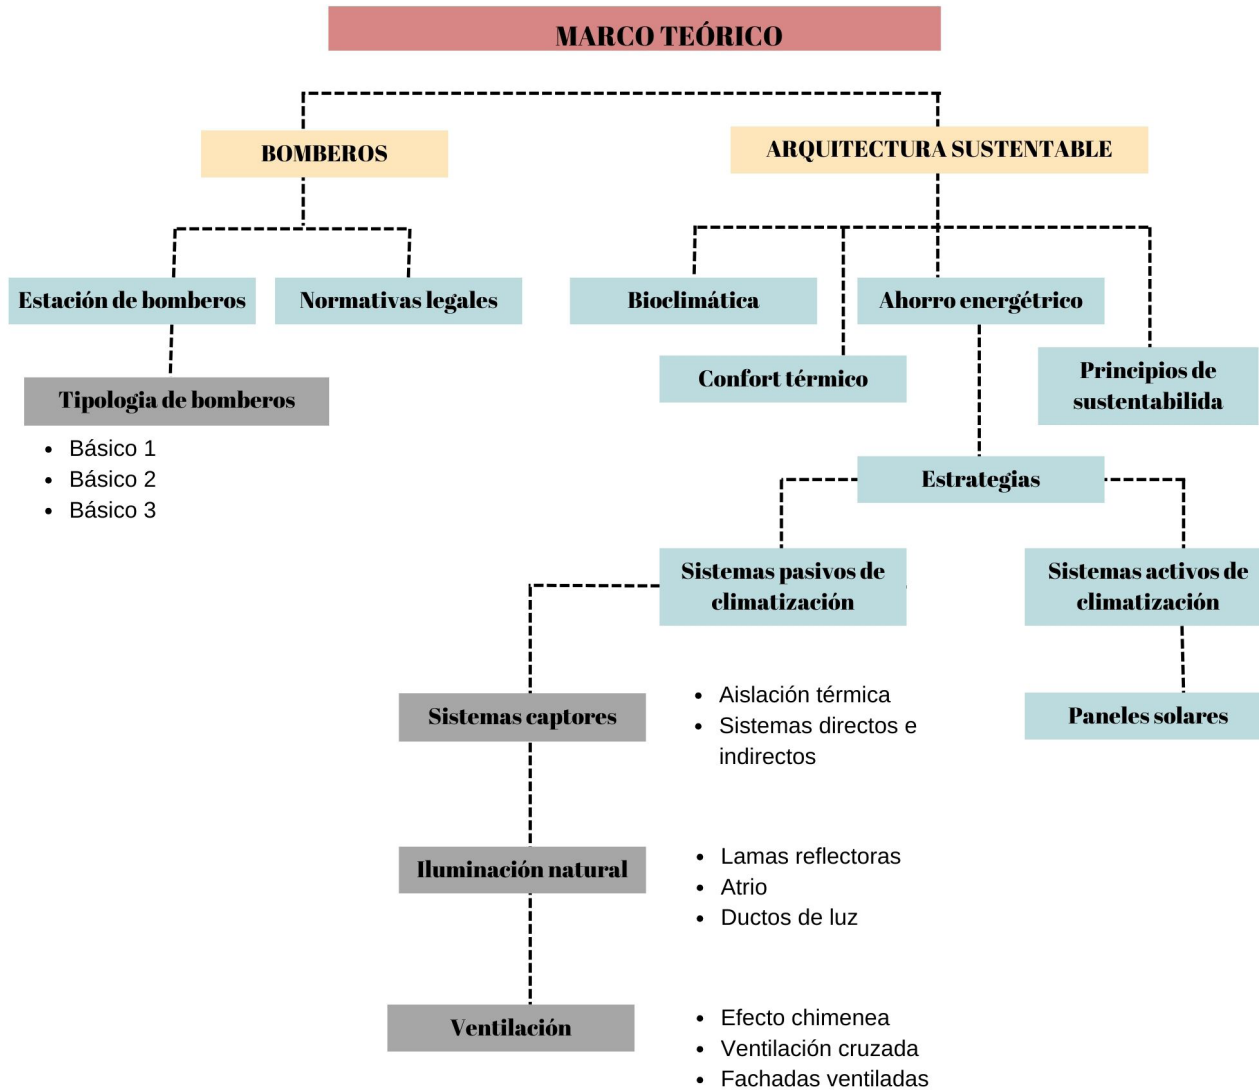 MARCO TEÓRICO
BOMBEROS
ARQUITECTURA SUSTENTABLE
Estación de bomberos
Normativas legales
Bioclimática
Ahorro energétrico
Confort térmico
Principios de
sustentabilida
Tipologia de bomberos
• Básico 1
• Básico 2
• Básico 3
Estrategias
Sistemas pasivos de
climatización
Sistemas activos de
climatización
Sistemas captores
• Aislación térmica
• Sistemas directos e
indirectos
Paneles solares
Iluminación natural
• Lamas reflectoras
• Atrio
• Ductos de luz
Ventilación
• Efecto chimenea
• Ventilación cruzada
• Fachadas ventiladas